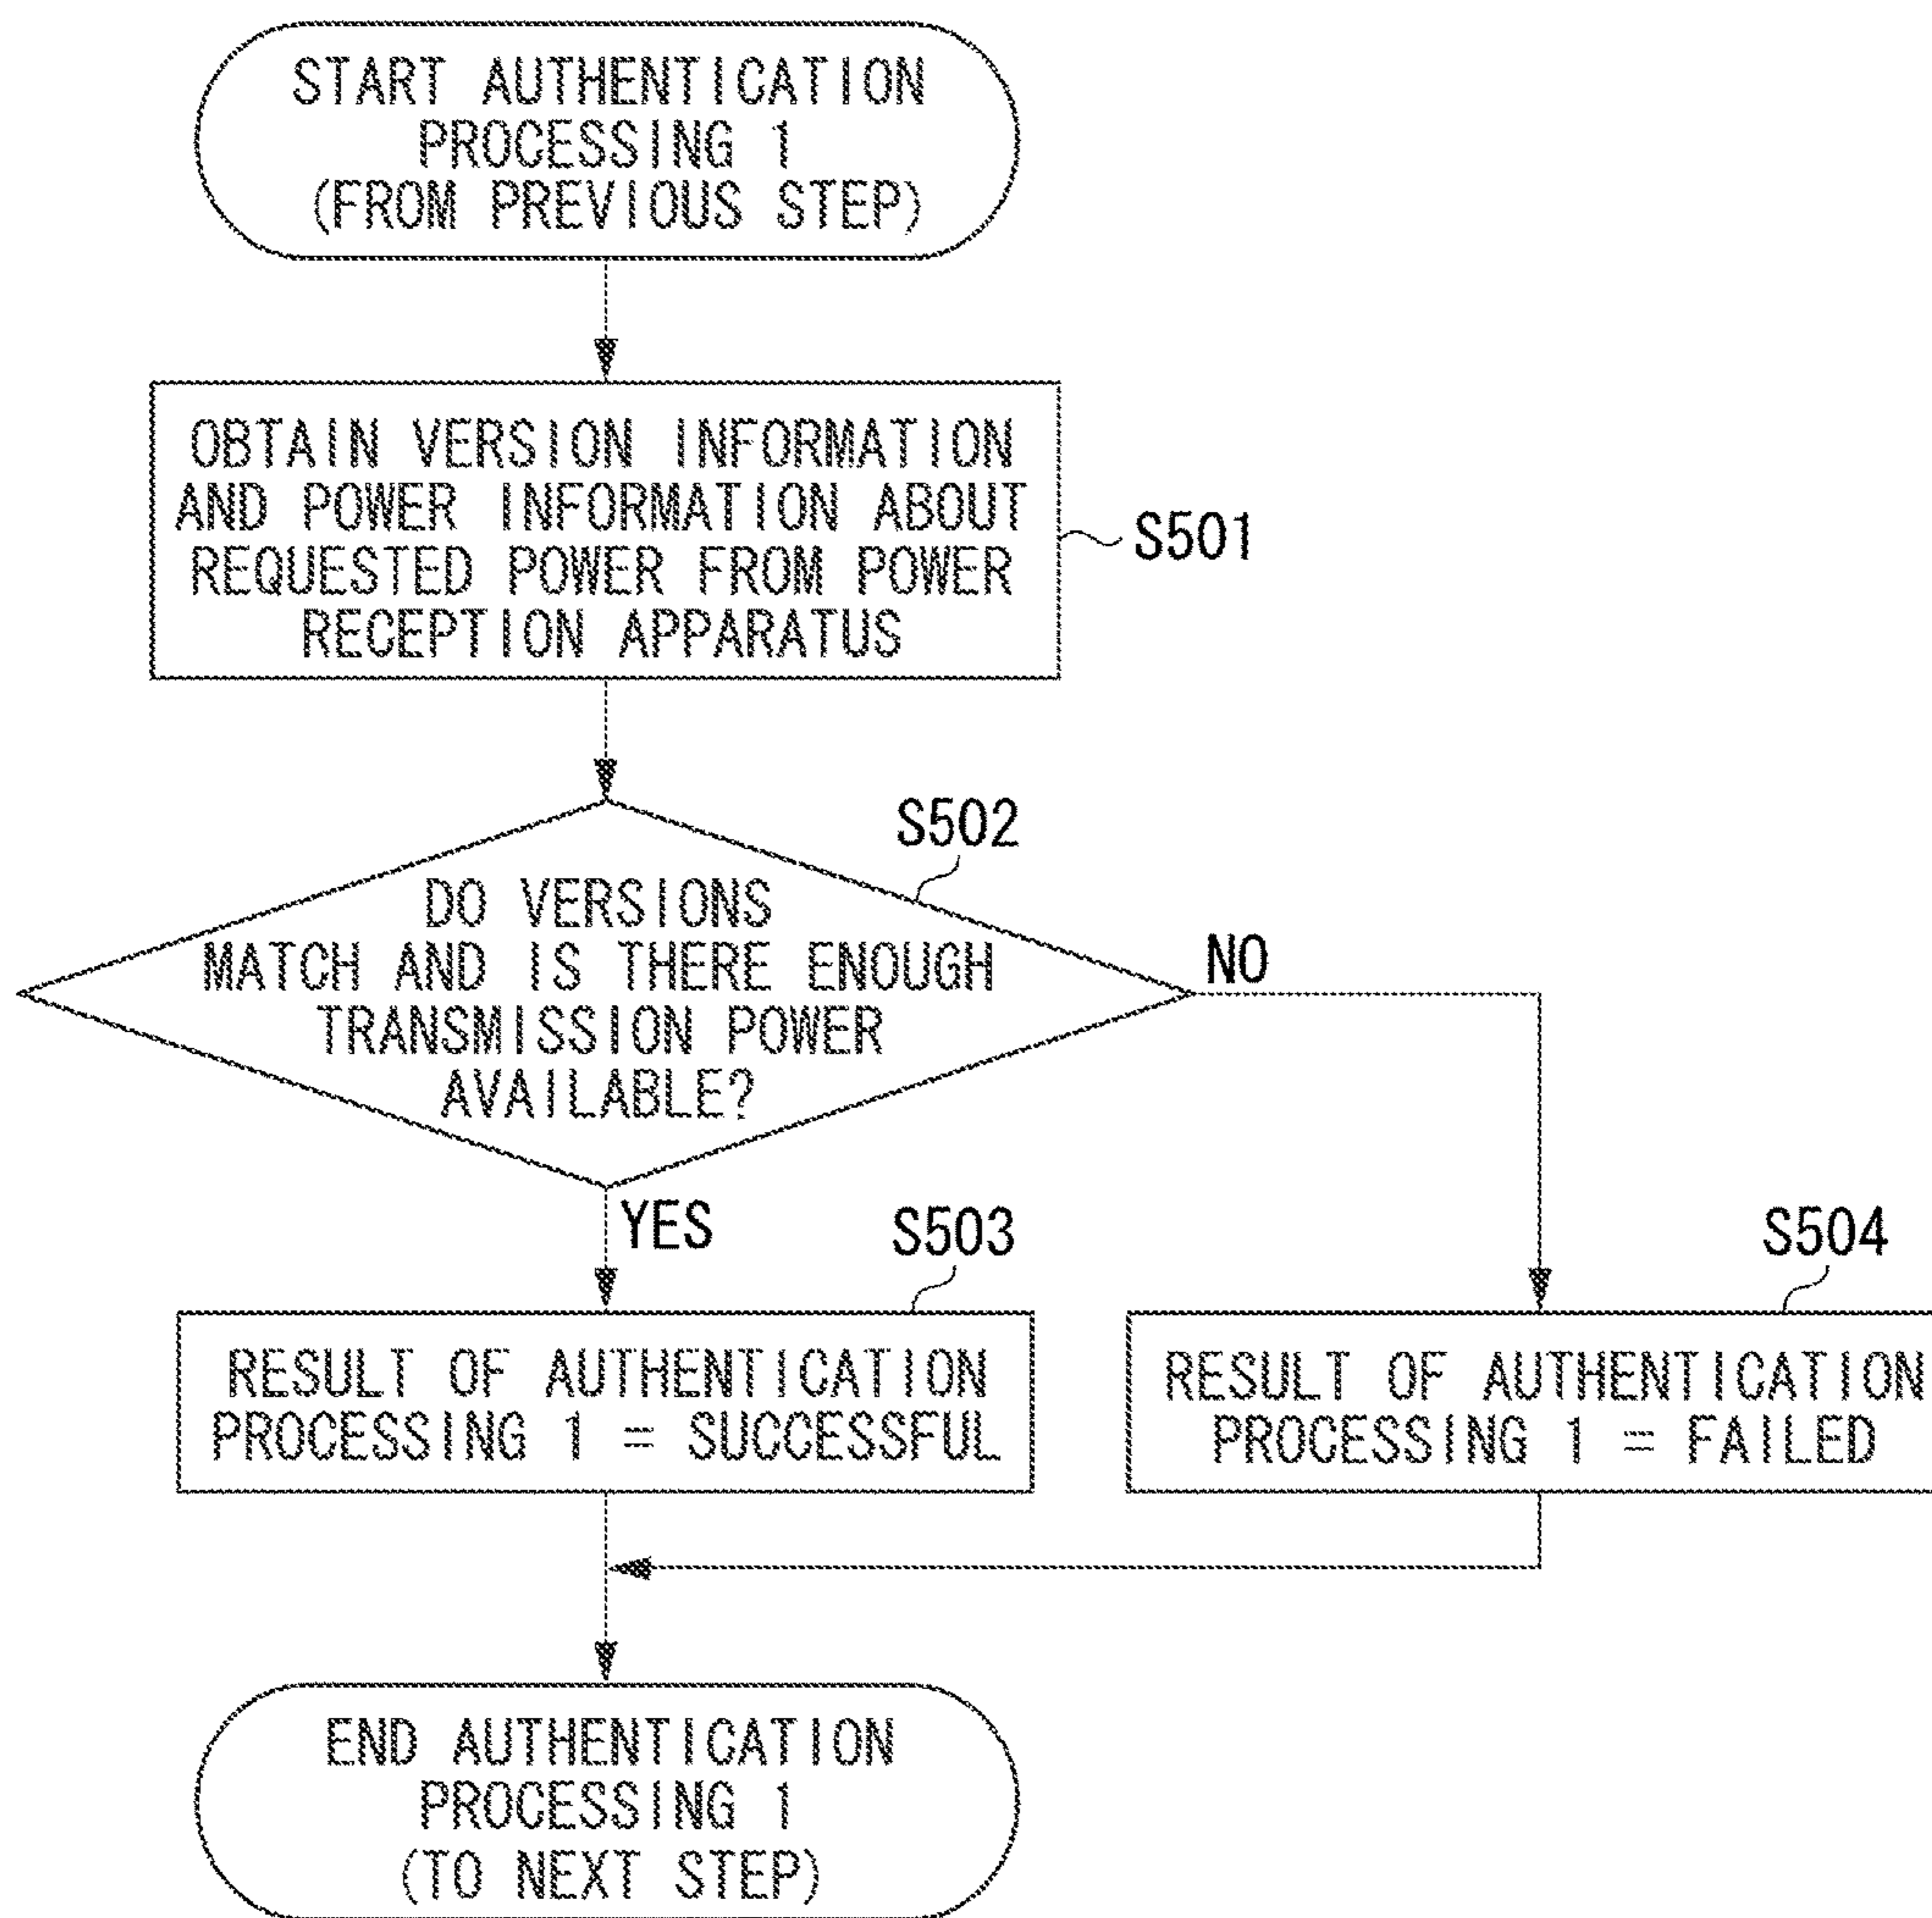 START AUTHENTICATION
PROCESSING 1
(FROM PREVIOUS STEP)
OBTAIN VERSION INFORMATION
AND POWER INFORMATION ABOUT
REQUESTED POWER FROM POWER
RECEPTION APPARATUS
S501
S502
DO VERSIONS
MATCH AND IS THERE ENOUGH
TRANSMISSION POWER
AVAILABLE?
NO
YES
S503
RESULT OF AUTHENTICATION
PROCESSING 1 = SUCCESSFUL
S504
RESULT OF AUTHENTICATION
PROCESSING 1 = FAILED
END AUTHENTICATION
PROCESSING 1
(TO NEXT STEP)